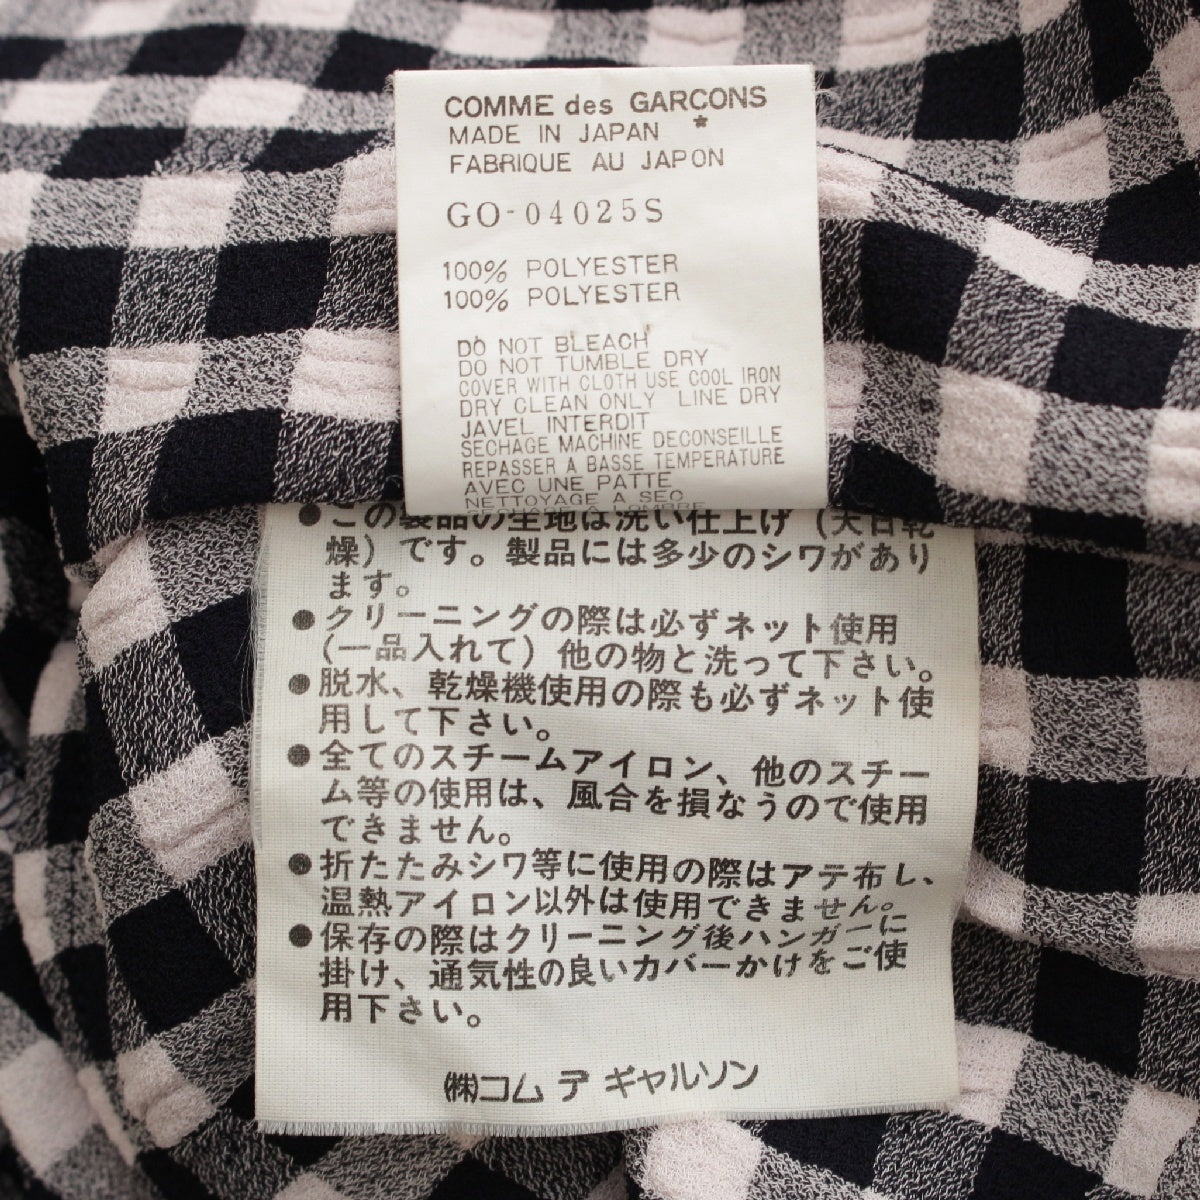 COMME des GARCONS
MADE IN JAPAN *
FABRIQUE AU JAPON
GO-04025S
100% POLYESTER
100% POLYESTER
DO NOT BLEACH
DO NOT TUMBLE DRY
COVER WITH CLOTH USE COOL IRON
DRY CLEAN ONLY LINE DRY
JAVEL INTERDIT
SECHAGE MACHINE DECONSEILLE
REPASSER A BASSE TEMPERATURE
AVEC UNE PATTE
NETTOYAGE A SEC
●この製品の生地は洗い仕上げ（天日乾
燥）です。製品には多少のシワがあり
ます。
●クリーニングの際は必ずネット使用
(一品入れて）他の物と洗って下さい。
●脱水、乾燥機使用の際も必ずネット使
用して下さい。
●全てのスチームアイロン、他のスチー
ム等の使用は、風合を損なうので使用
できません。
●折たたみシワ等に使用の際はアテ布し、
温熱アイロン以外は使用できません。
●保存の際はクリーニング後ハンガーに
掛け、通気性の良いカバーかけをご使
用下さい。
㈱コム デ ギャルソン